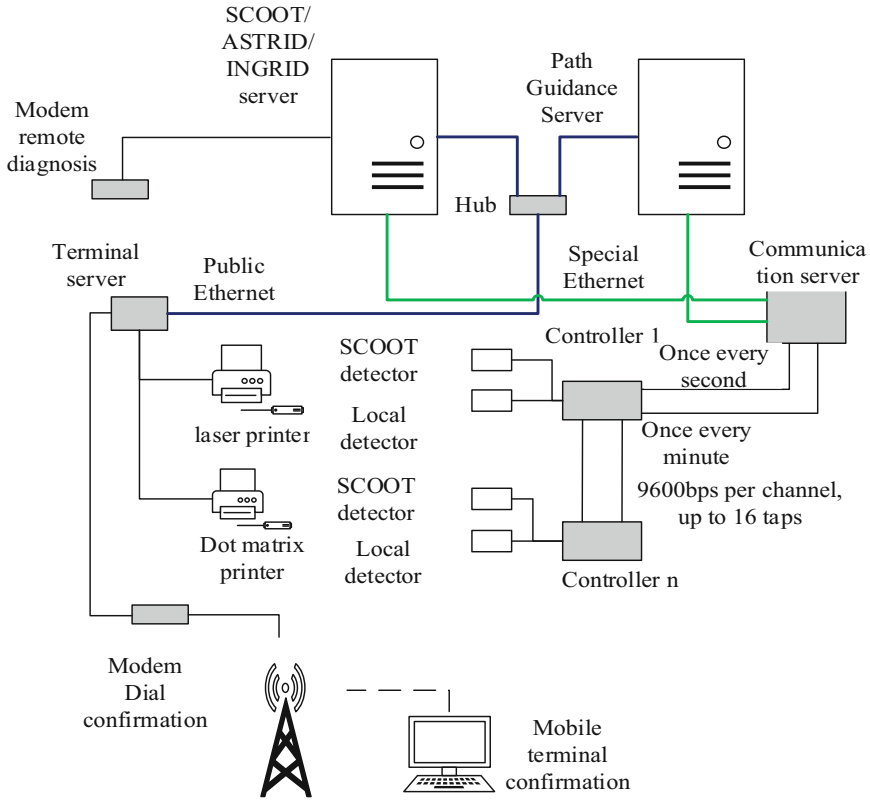 SCOOT/
ASTRID/
INGRID
server
Path
Guidance
Server
Modem
remote
diagnosis
Hub
Terminal
server
Public
Ethernet
Special
Ethernet
Communica
tion server
SCOOT
detector
Controller 1
Once every
second
Local
detector
laser printer
Once every
minute
SCOOT
detector
9600bps per channel,
up to 16 taps
Dot matrix
printer
Local
detector
Controller n
Modem
Dial
confirmation
Mobile
terminal
confirmation